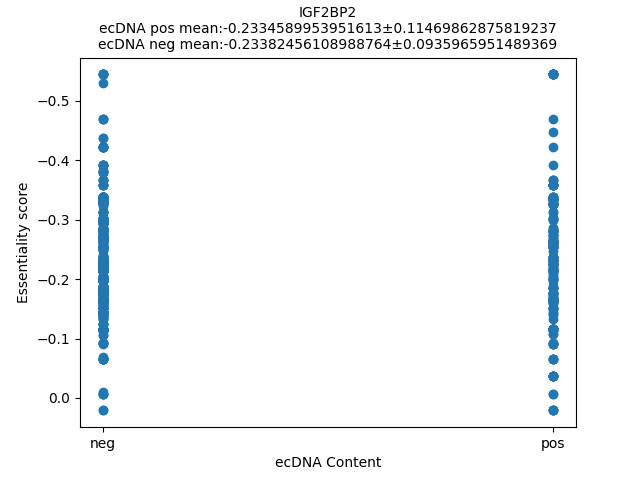 IGF2BP2
ecDNA pos mean:-0.2334589953951613±0.11469862875819237
ecDNA neg mean:-0.23382456108988764±0.0935965951489369
−0.5
−0.4
−0.3
−0.2
−0.1
0.0
Essentiality score
neg
pos
ecDNA Content